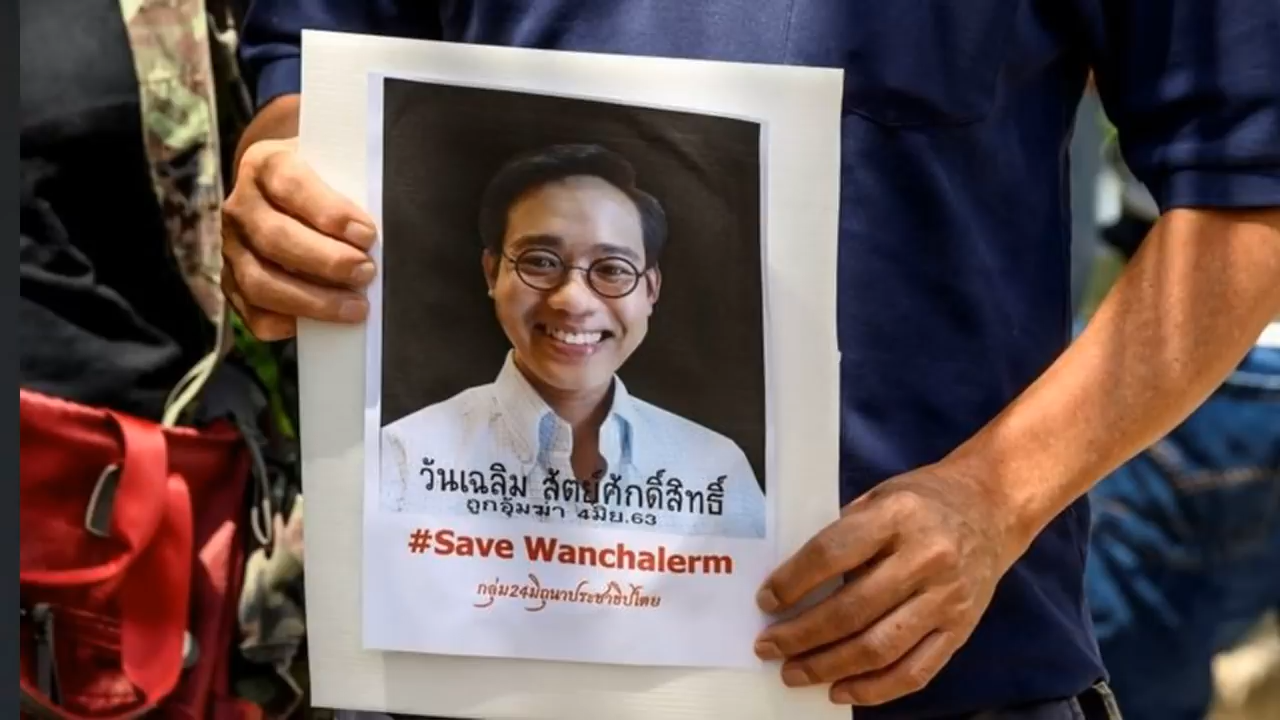 วันเฉลิม สัตย์ศักดิ์สิทธิ์
ถูกอุ้มฆ่า 4มิย.63
#Save Wanchalerm
กลุ่ม24มิถุนาประชาธิปไตย